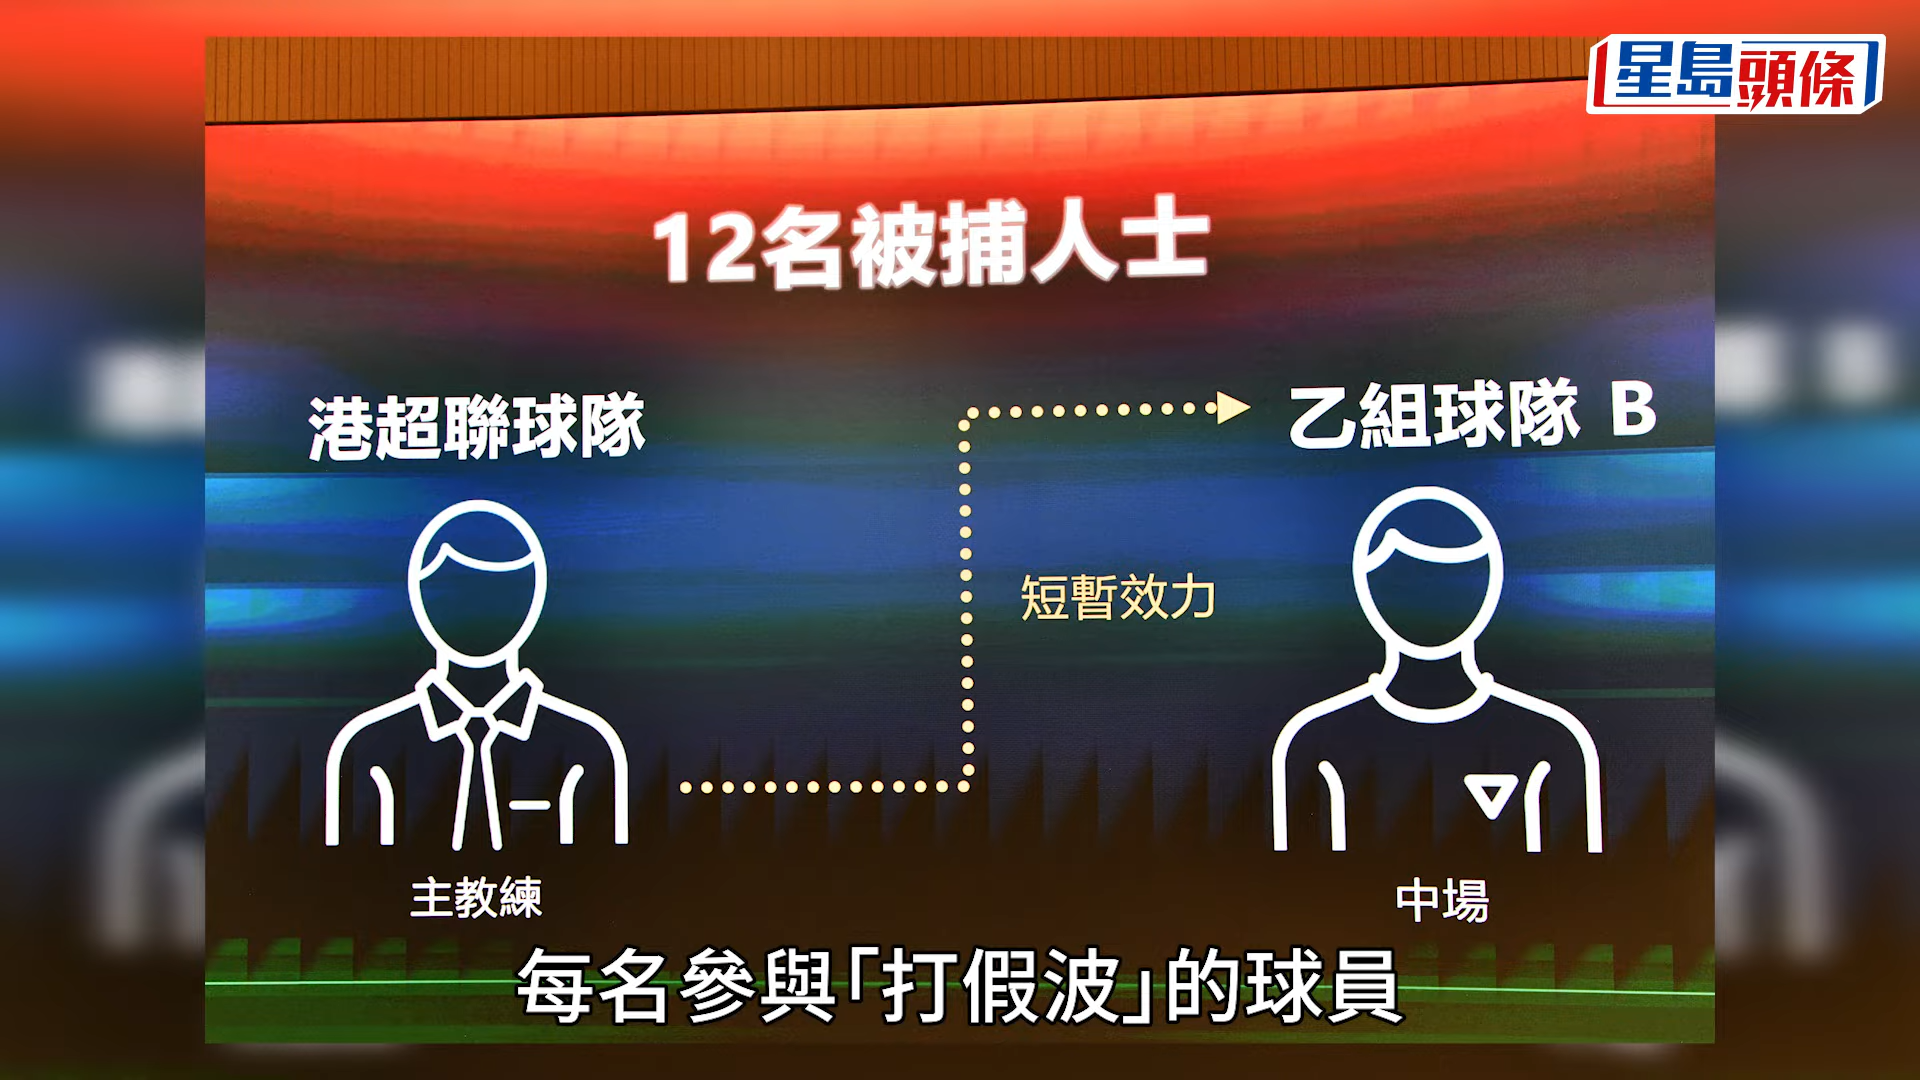 星島頭條
12名被捕人士
港超聯球隊
乙組球隊 B
短暫效力
主教練
中場
每名參與「打假波」的球員